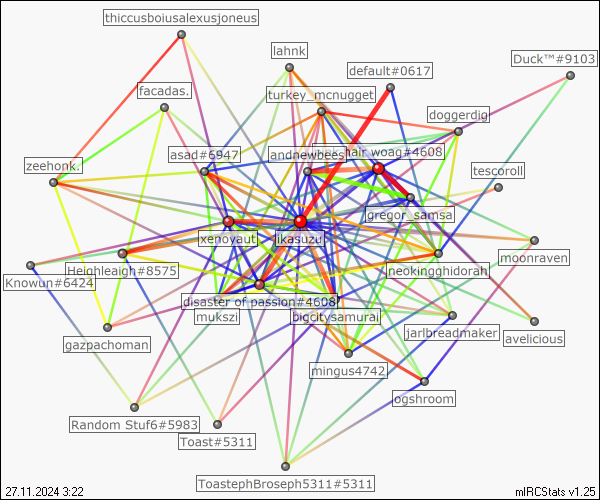 thiccusboiusalexusjoneus
lahnk
Duck™#9103
default#0617
facadas.
turkey_mcnugget
doggerdig
asad#6947
andnewbees
hair woag#4608
zeehonk.
tescoroll
gregor_samsa
xenoyaut
likasuzu
moonraven
Heighleaigh#8575
neokingghidorah
Knowun#6424
disaster of passion#4608
mukszi
bigcitysamurai
jarlbreadmaker
avelicious
gazpachoman
mingus4742
ogshroom
Random Stuf6#5983
Toast#5311
ToastephBroseph5311#5311
27.11.2024 3:22
mIRCStats v1.25